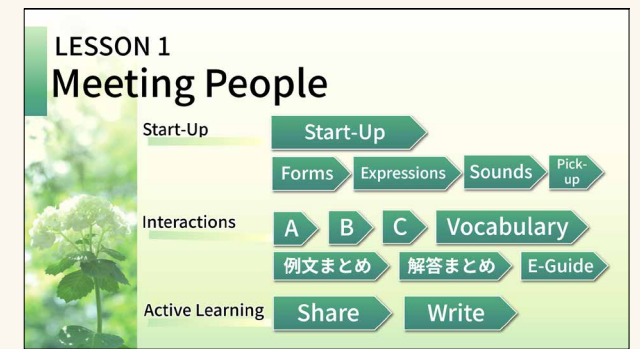 LESSON 1
Meeting People
Start-Up
Start-Up
Forms
Expressions
Sounds
Pick-
up
Interactions
A
B
C
Vocabulary
例文まとめ
解答まとめ
E-Guide
Active Learning
Share
Write